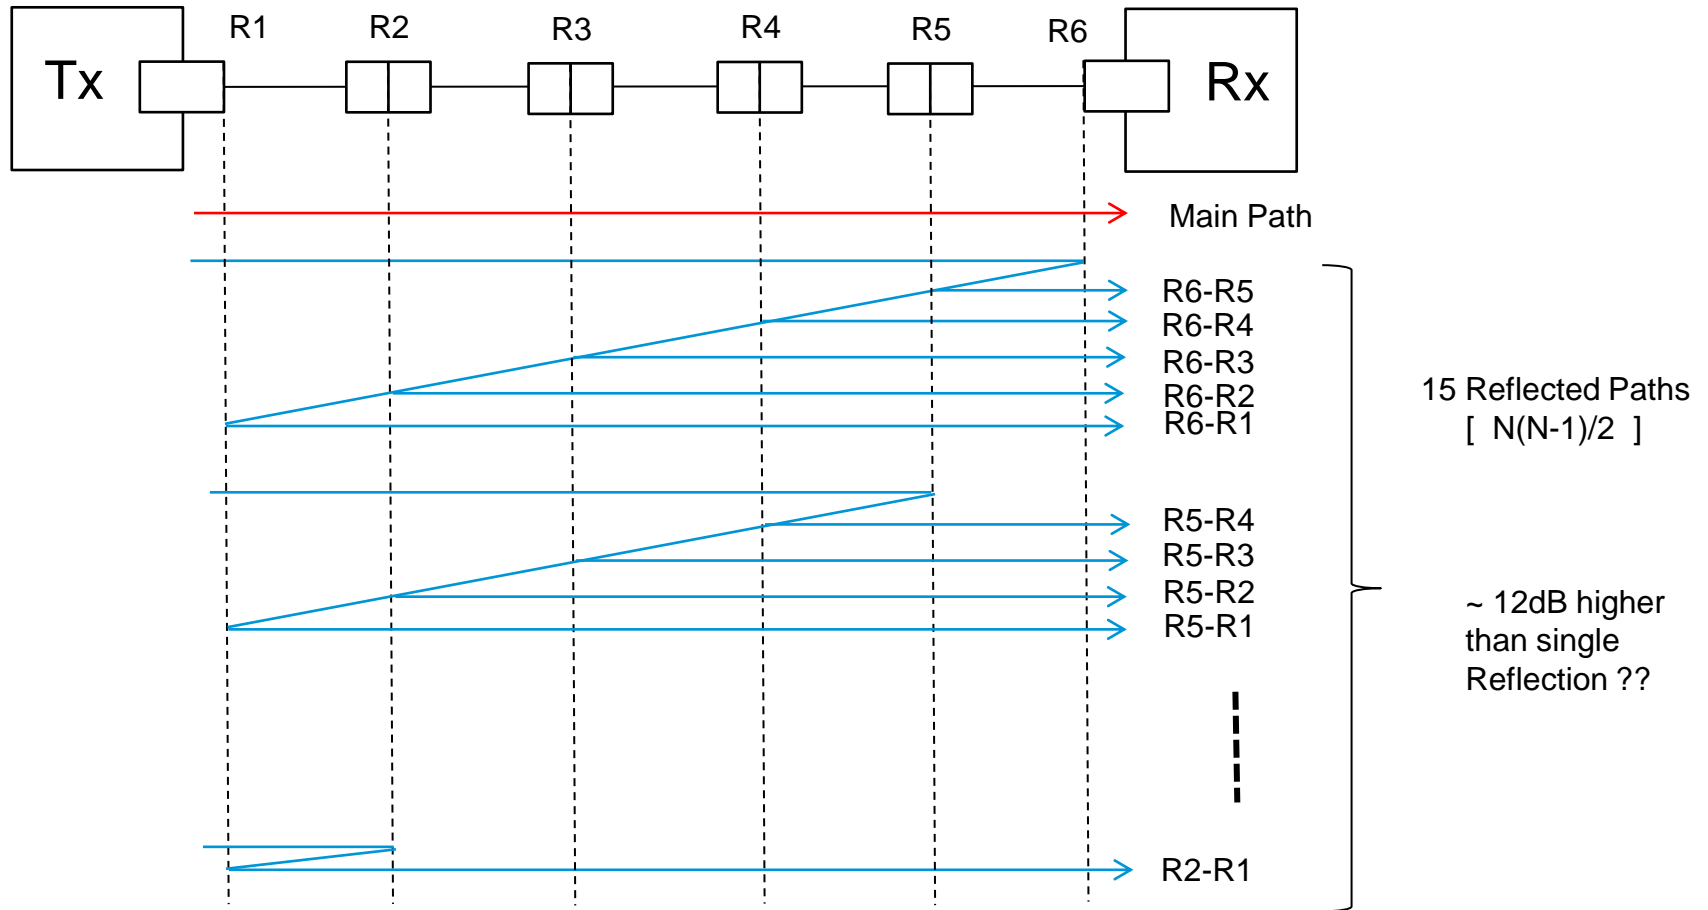 R1
R2
R3
R4
R5
R6
Tx
Rx
Main Path
R6-R5
R6-R4
R6-R3
R6-R2
R6-R1
15 Reflected Paths
[ N(N-1)/2 ]
R5-R4
R5-R3
R5-R2
R5-R1
~ 12dB higher
than single
Reflection ??
R2-R1